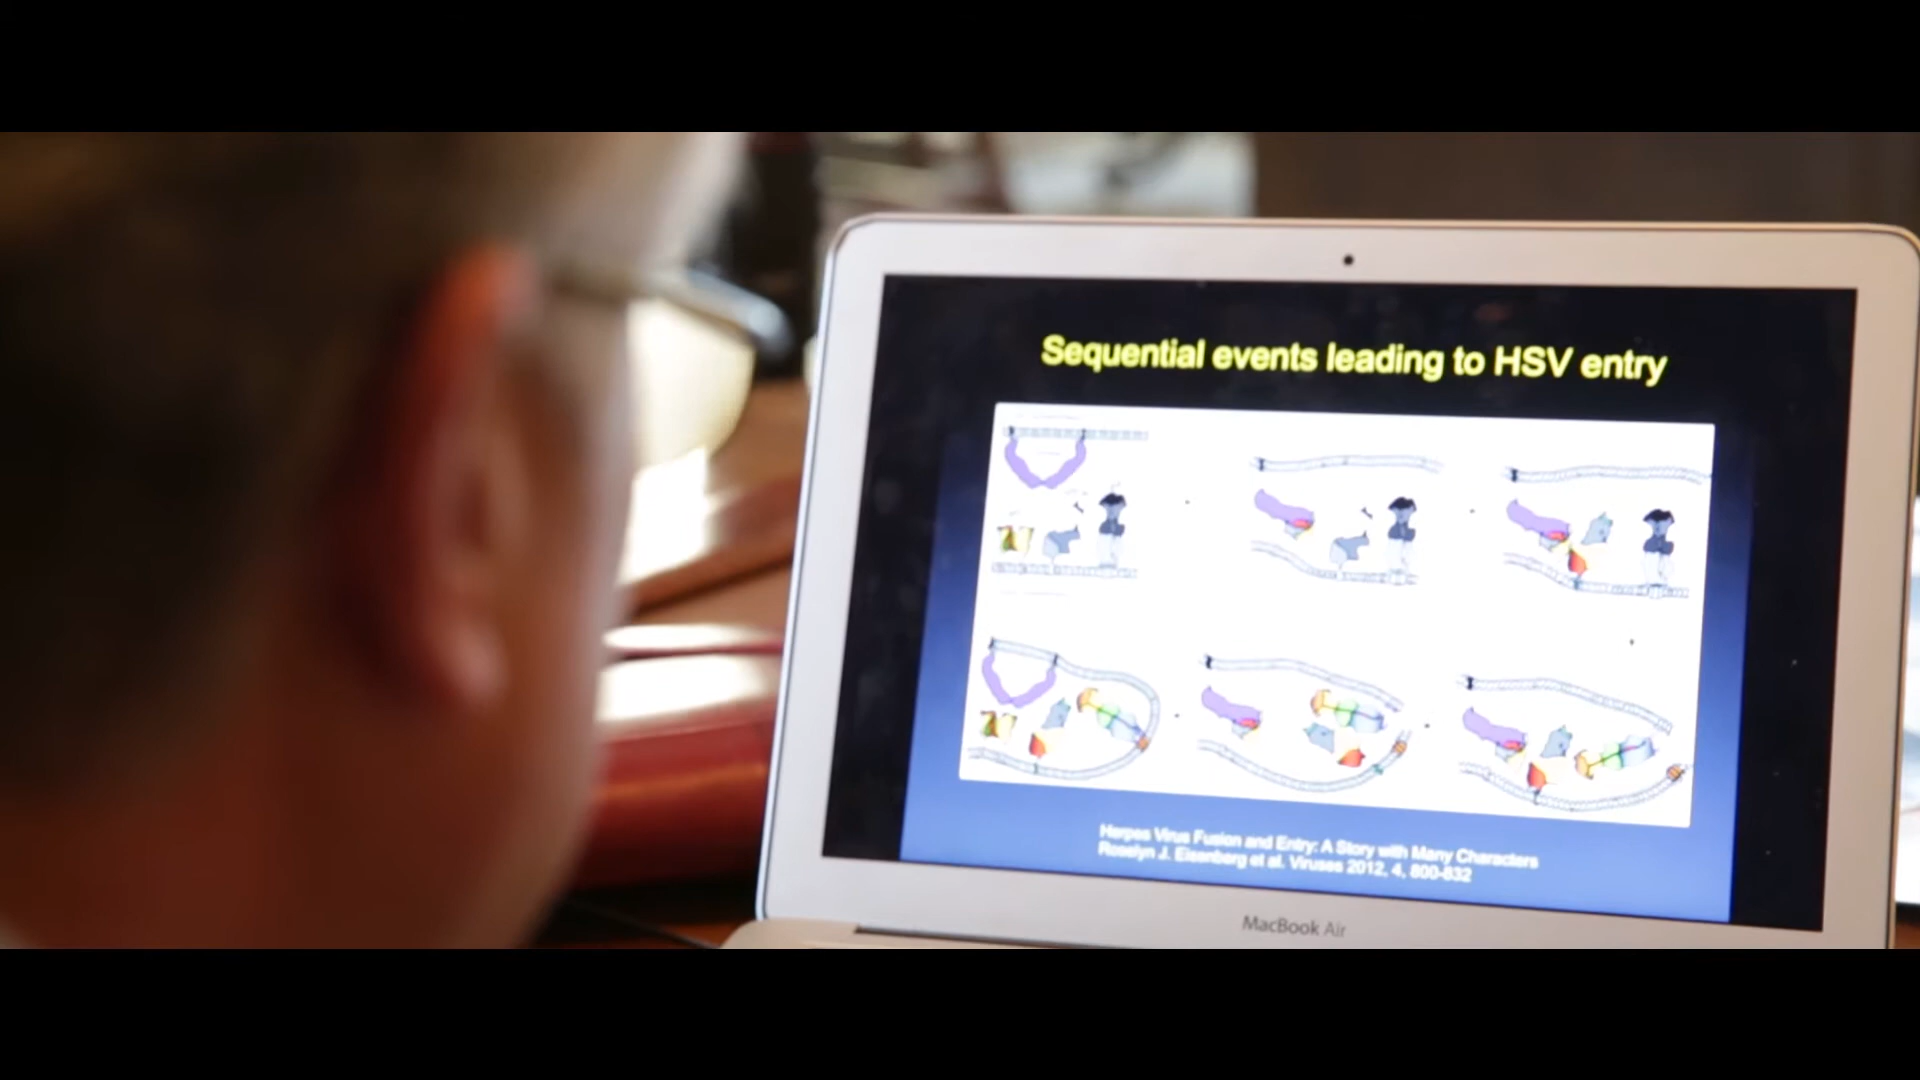 Sequential events leading to HSV entry
Herpes Virus Fusion and Entry: A Story with Many Characters
Roselyn J. Eisenberg et al. Viruses 2012, 4, 800-832
MacBook Air